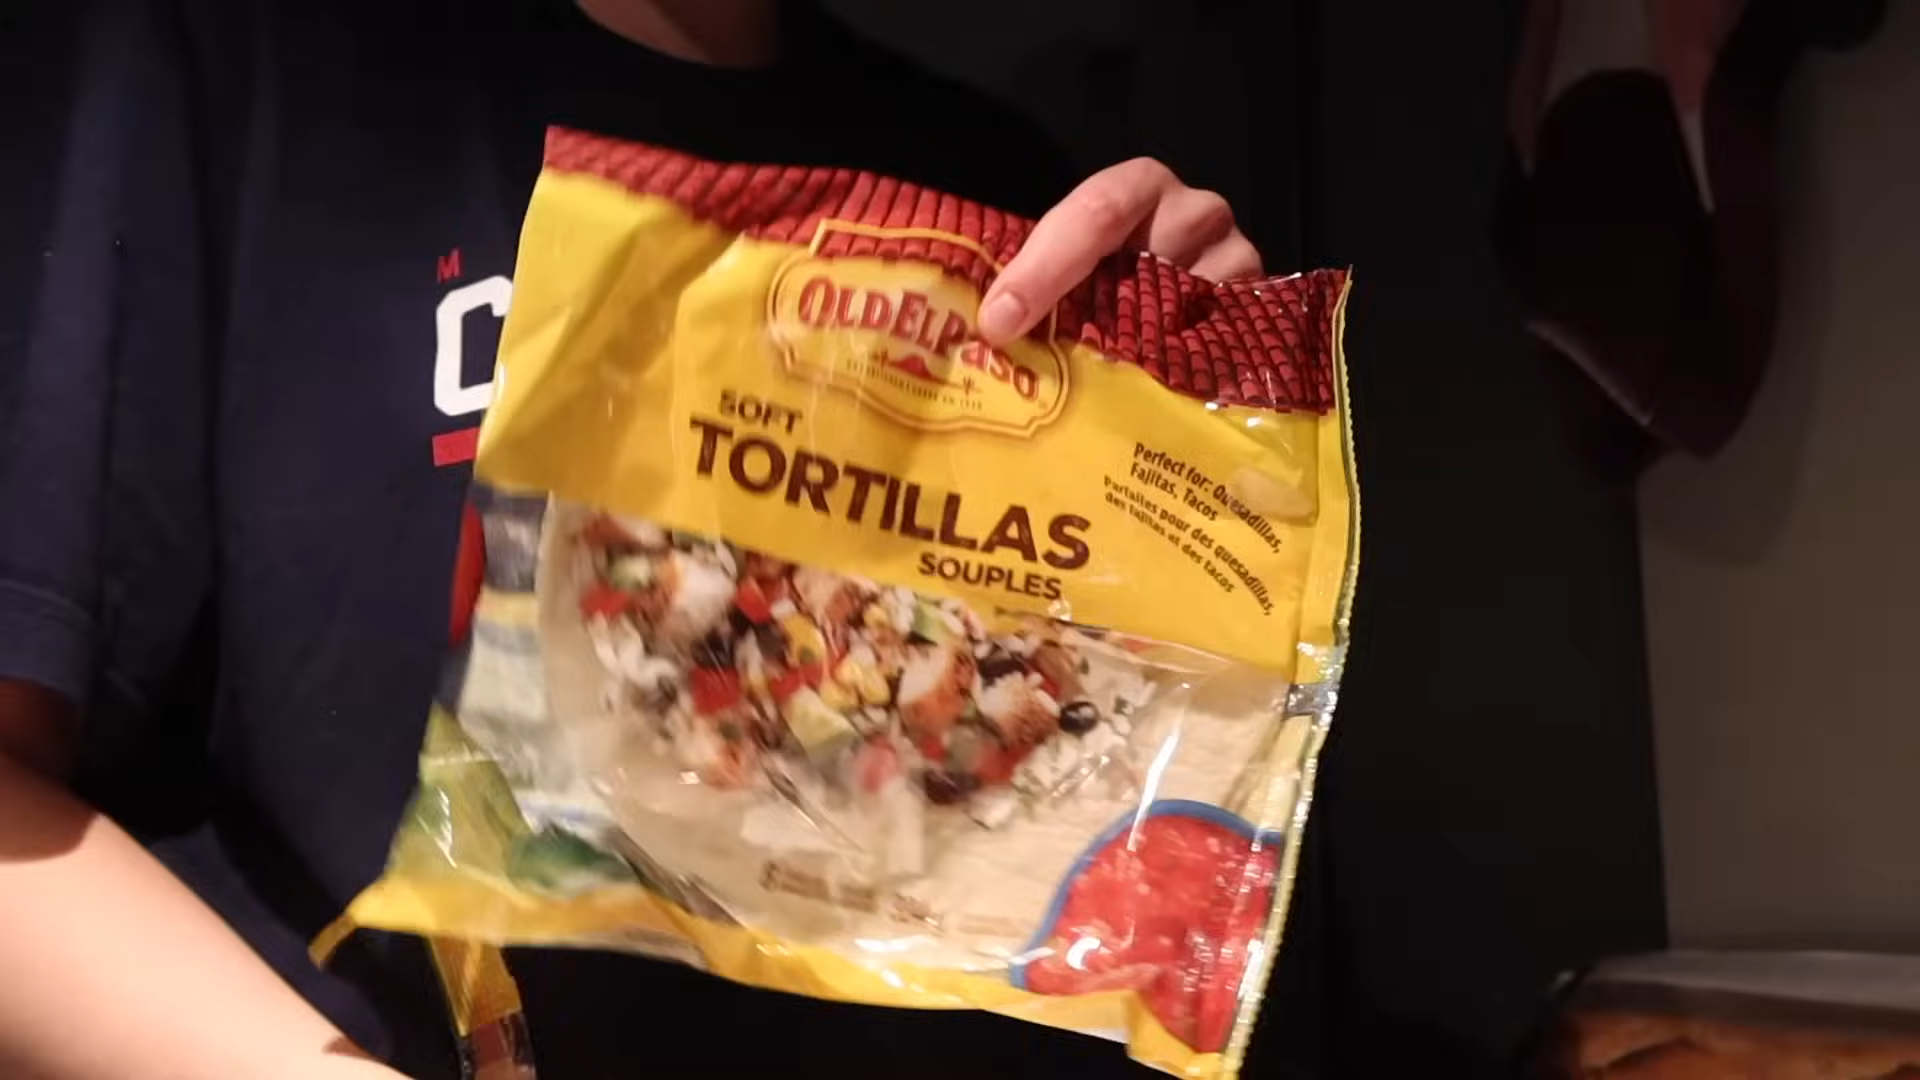 M
C
OLD EL PASO
SOFT
TORTILLAS
SOUPLES
Perfect for: Quesadillas,
Fajitas, Tacos
Parfaites pour des quesadillas,
des fajitas et des tacos